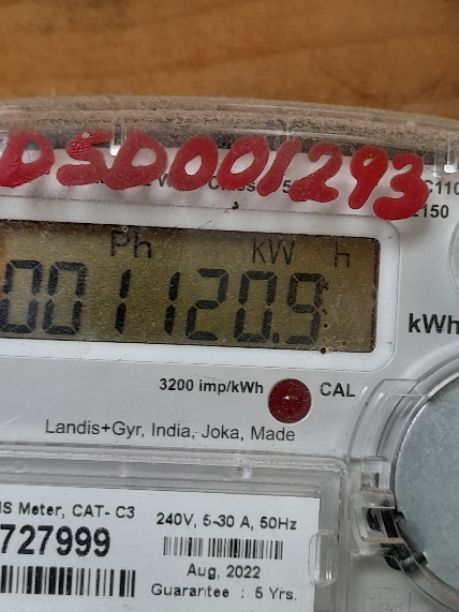 DSD001293
C110
150
Ph kW h
001120.9
kWh
3200 imp/kWh CAL
Landis+Gyr, India, Joka, Made
IS Meter, CAT- C3
727999
240V, 5-30 A, 50Hz
Aug, 2022
Guarantee : 5 Yrs.